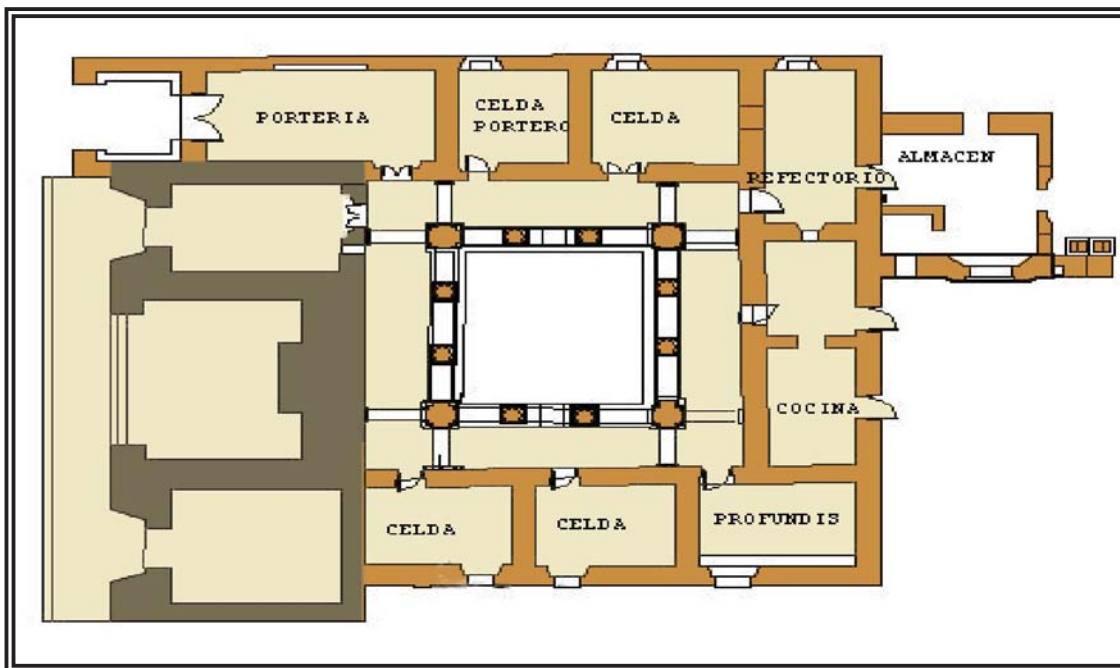 PORTERIA
CELDA
PORTERO
CELDA
REFECTORIO
ALMACEN
COCINA
CELDA
CELDA
PROFUNDIS